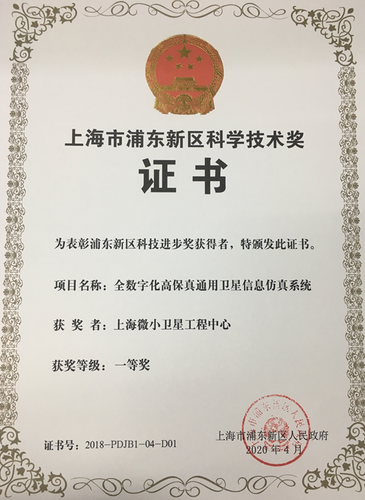 上海市浦东新区科学技术奖
证书
为表彰浦东新区科技进步奖获得者，特颁发此证书。
项目名称：全数字化高保真通用卫星信息仿真系统
获奖者：上海微小卫星工程中心
获奖等级：一等奖
上海市浦东新区人民政府
证书号：2018-PDJB1-04-D01
2020年4月